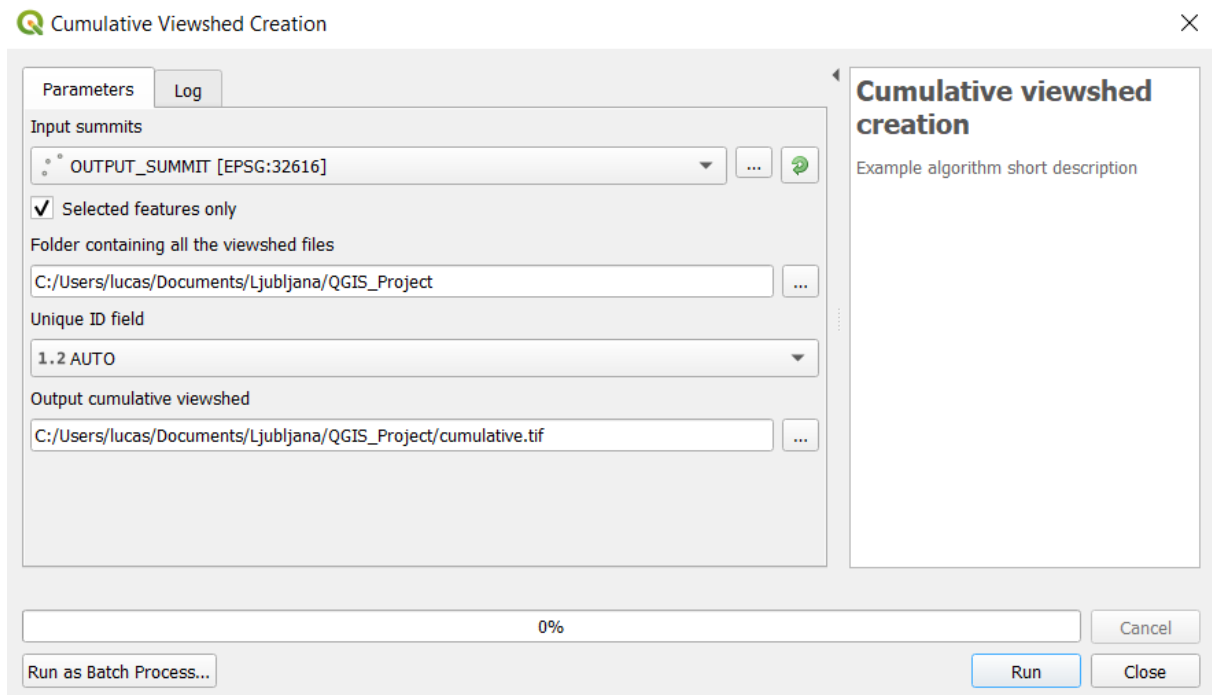 Cumulative Viewshed Creation
Parameters
Log
Input summits
OUTPUT_SUMMIT [EPSG:32616]
...
Selected features only
Folder containing all the viewshed files
C:/Users/lucas/Documents/Ljubljana/QGIS_Project
...
Unique ID field
1.2 AUTO
Output cumulative viewshed
C:/Users/lucas/Documents/Ljubljana/QGIS_Project/cumulative.tif
...
Cumulative viewshed
creation
Example algorithm short description
0%
Cancel
Run as Batch Process...
Run
Close